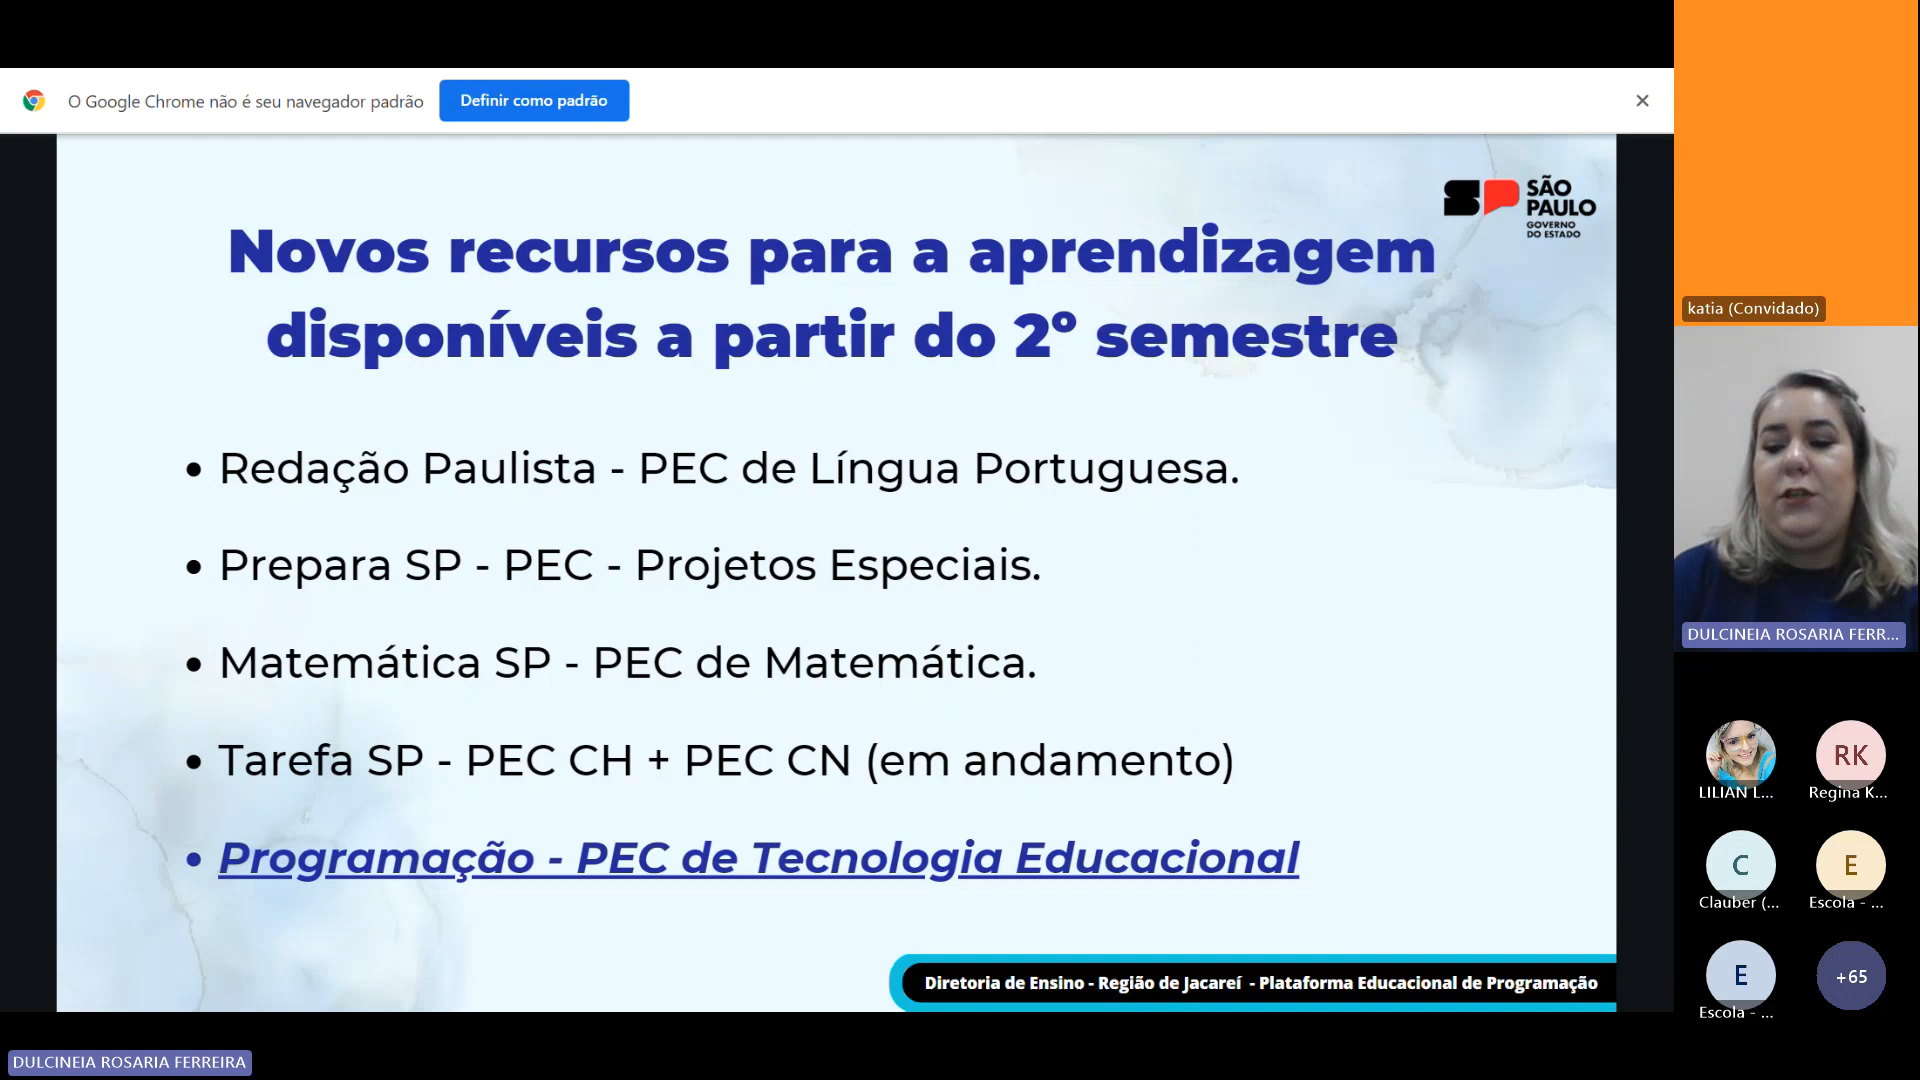 O Google Chrome não é seu navegador padrão
Definir como padrão
SÃO
PAULO
GOVERNO
DO ESTADO
Novos recursos para a aprendizagem
disponíveis a partir do 2º semestre
• Redação Paulista - PEC de Língua Portuguesa.
• Prepara SP - PEC - Projetos Especiais.
• Matemática SP - PEC de Matemática.
• Tarefa SP - PEC CH + PEC CN (em andamento)
• Programação - PEC de Tecnologia Educacional
Diretoria de Ensino - Região de Jacareí - Plataforma Educacional de Programação
DULCINEIA ROSARIA FERREIRA
katia (Convidado)
DULCINEIA ROSARIA FERR...
LILIAN L...
RK
Regina K...
C
Clauber (...
E
Escola - ...
E
Escola - ...
+65